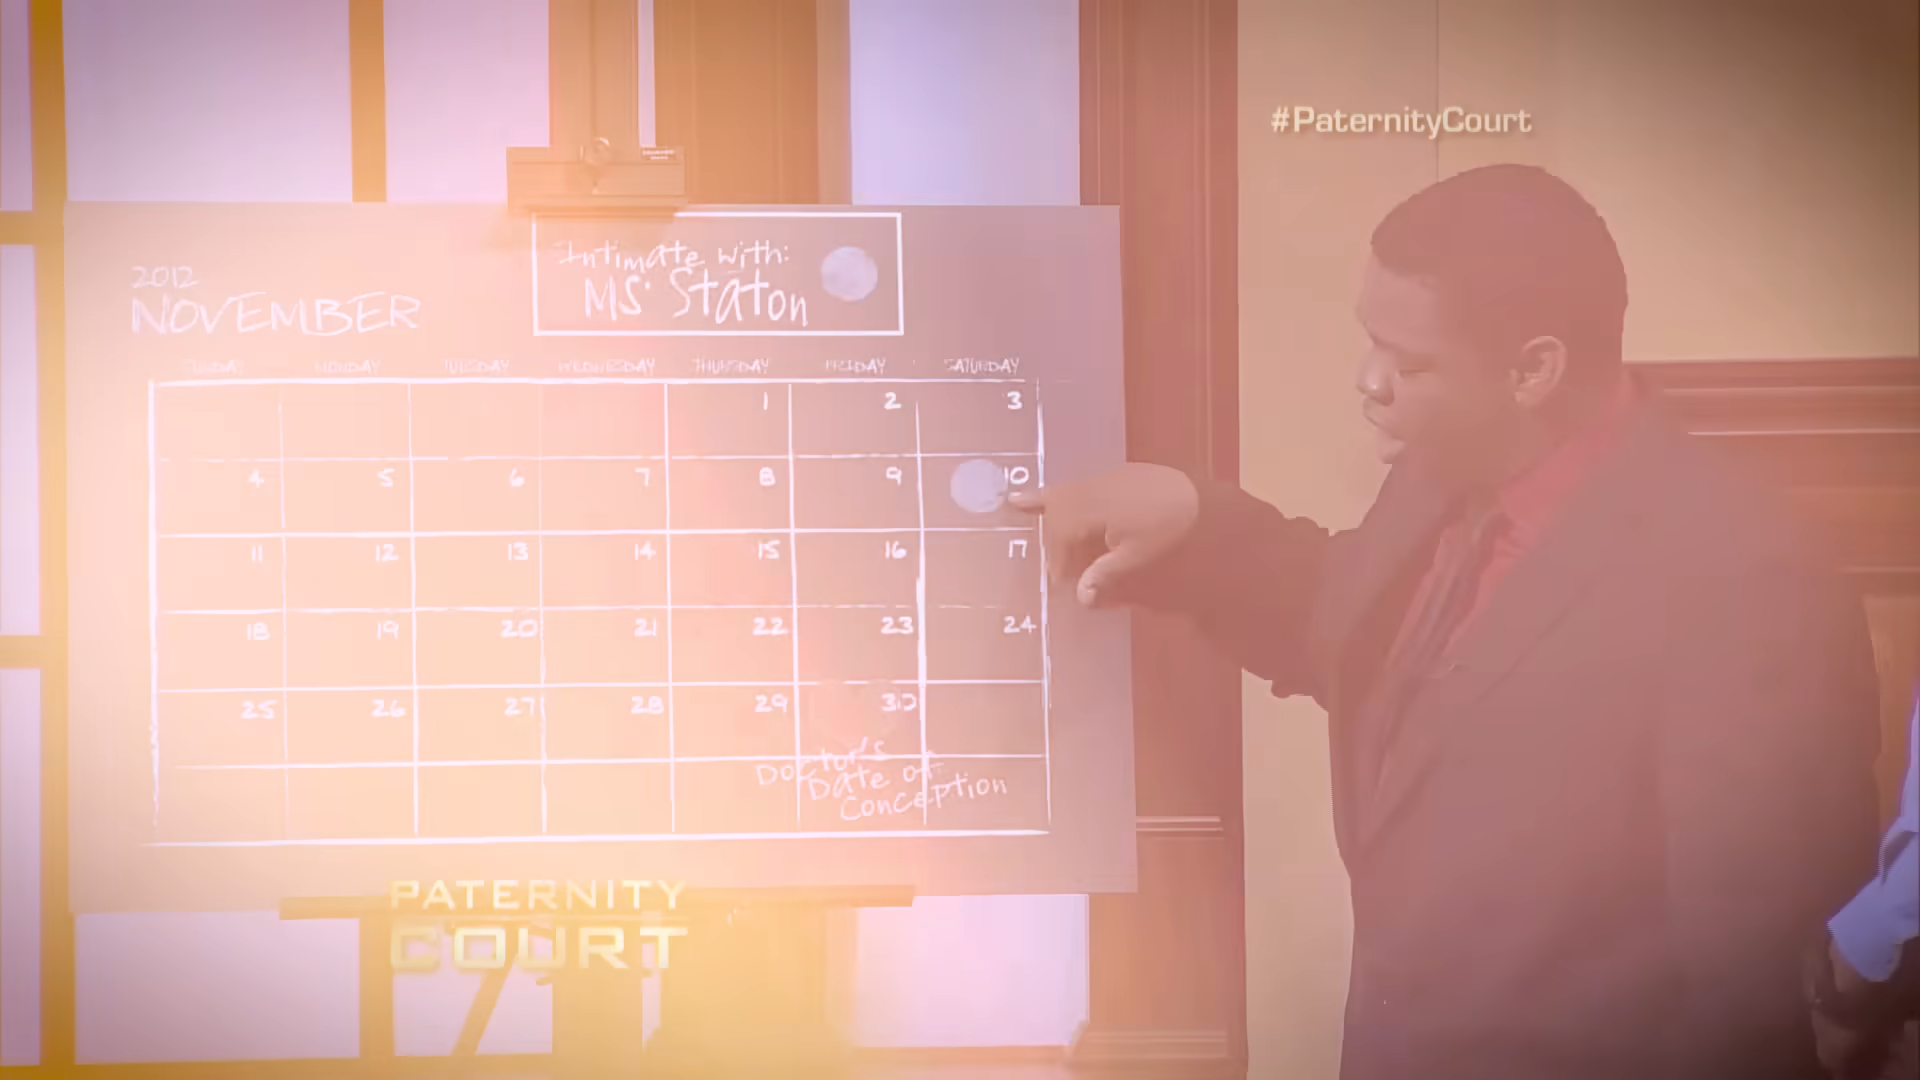 #PaternityCourt
Intimate with:
Ms. Staton
2012
NOVEMBER
SUNDAY MONDAY TUESDAY WEDNESDAY THURSDAY FRIDAY SATURDAY
1 2 3
4 5 6 7 8 9 10
11 12 13 14 15 16 17
18 19 20 21 22 23 24
25 26 27 28 29 30
Doctor's
Date of
Conception
PATERNITY
COURT